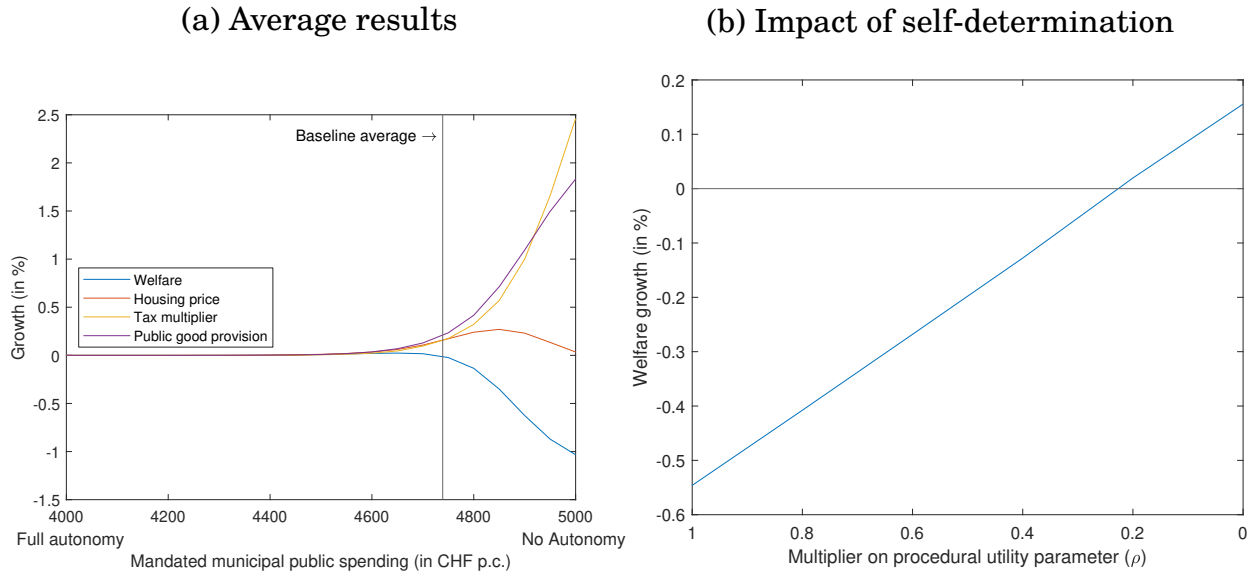 (a) Average results
2.5
2
1.5
1
0.5
0
-0.5
-1
-1.5
Growth (in %)
Baseline average →
Welfare
Housing price
Tax multiplier
Public good provision
4000 4200 4400 4600 4800 5000
Full autonomy No Autonomy
Mandated municipal public spending (in CHF p.c.)
(b) Impact of self-determination
0.2
0.1
0
-0.1
-0.2
-0.3
-0.4
-0.5
-0.6
Welfare growth (in %)
1 0.8 0.6 0.4 0.2 0
Multiplier on procedural utility parameter (ρ)